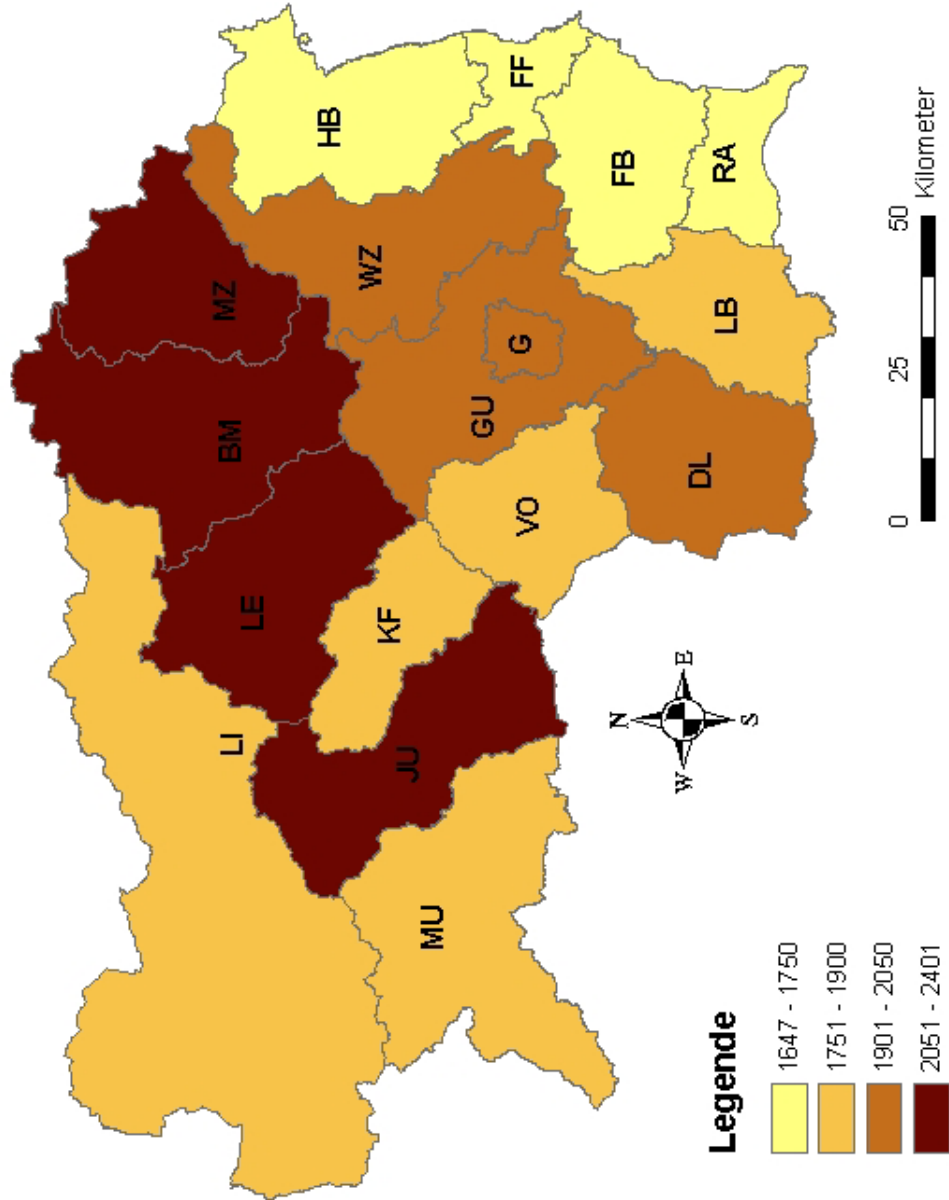 LI
BM
MZ
LE
HB
JU
KF
WZ
MU
GU
VO
G
FF
FB
DL
LB
RA
N
W
E
S
Legende
1647 - 1750
1751 - 1900
1901 - 2050
2051 - 2401
0 25 50
Kilometer